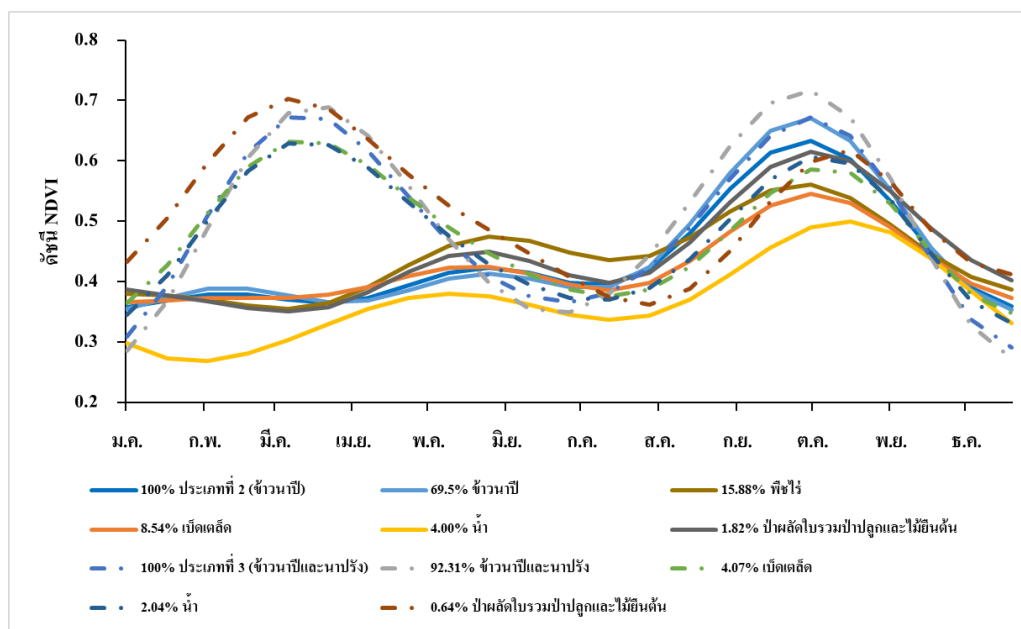 0.8
0.7
0.6
0.5
0.4
0.3
0.2
ดัชนี NDVI
ม.ค. ก.พ. มี.ค. เม.ย. พ.ค. มิ.ย. ก.ค. ส.ค. ก.ย. ต.ค. พ.ย. ธ.ค.
100% ประเภทที่ 2 (ข้าวนาปี) 69.5% ข้าวนาปี 15.88% พืชไร่
8.54% เบ็ดเตล็ด 4.00% น้ำ 1.82% ป่าผลัดใบรวมป่าปลูกและไม้ยืนต้น
100% ประเภทที่ 3 (ข้าวนาปีและนาปรัง) 92.31% ข้าวนาปีและนาปรัง 4.07% เบ็ดเตล็ด
2.04% น้ำ 0.64% ป่าผลัดใบรวมป่าปลูกและไม้ยืนต้น